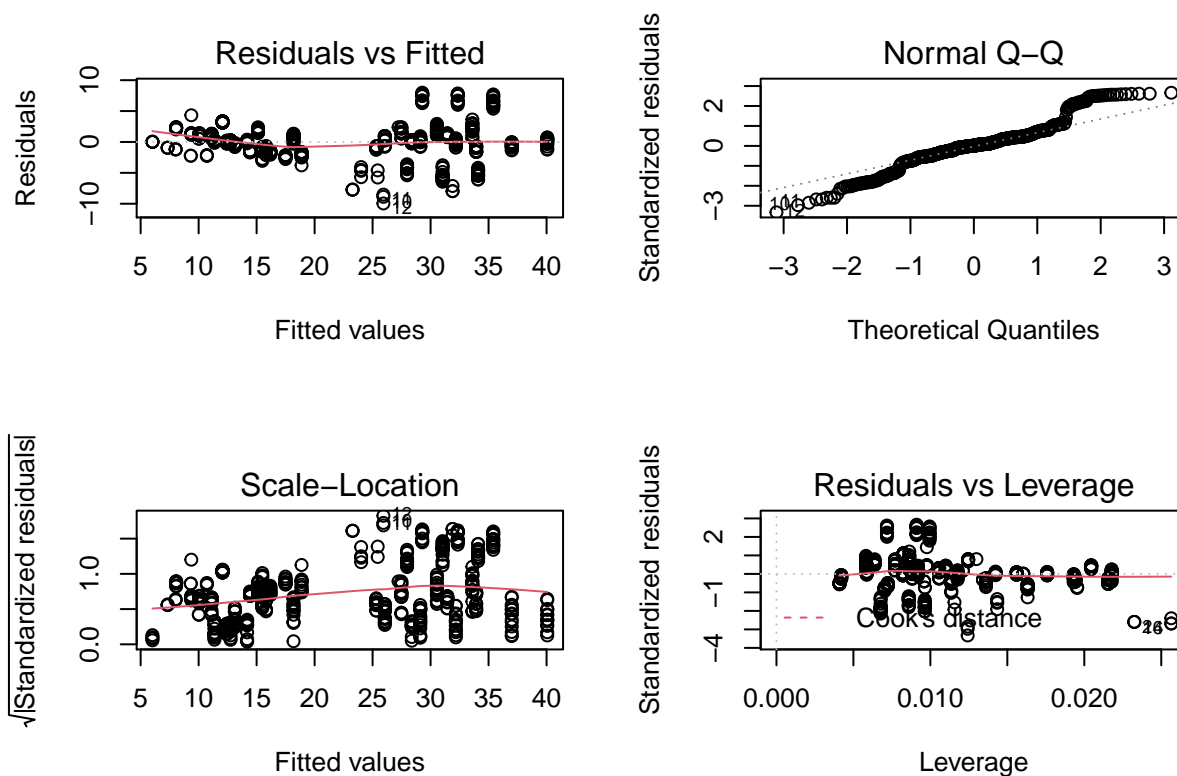 Residuals vs Fitted
Residuals
10
0
−10
11
10
12
5 10 15 20 25 30 35 40
Fitted values
Normal Q−Q
Standardized residuals
2
0
−3
12
−3 −2 −1 0 1 2 3
Theoretical Quantiles
Scale−Location
√|Standardized residuals|
1.0
0.0
12
11
5 10 15 20 25 30 35 40
Fitted values
Residuals vs Leverage
Standardized residuals
2
−1
−4
Cook's distance
0.000 0.010 0.020
Leverage